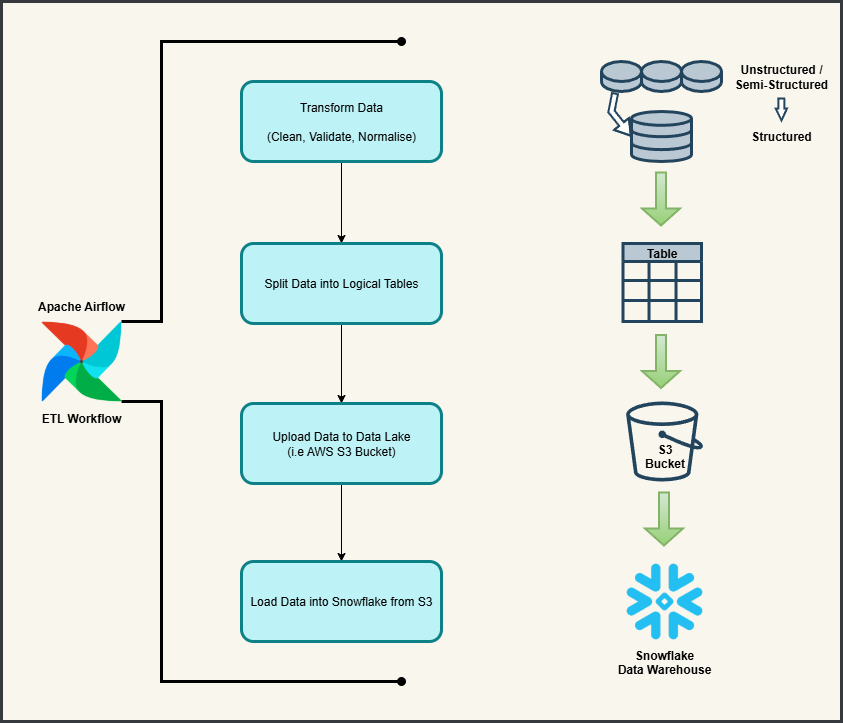 Apache Airflow
ETL Workflow
Transform Data
(Clean, Validate, Normalise)
Split Data into Logical Tables
Upload Data to Data Lake
(i.e AWS S3 Bucket)
Load Data into Snowflake from S3
Unstructured /
Semi-Structured
Structured
Table
S3
Bucket
Snowflake
Data Warehouse